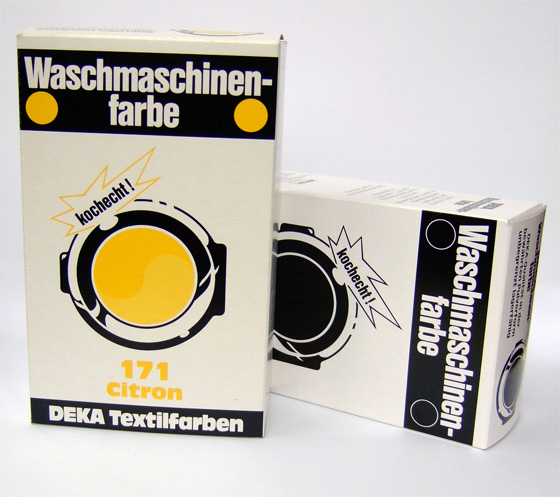 Waschmaschinen-
farbe
kochecht!
171
Citron
DEKA Textilfarben
Waschmaschinen-
farbe
kochecht!